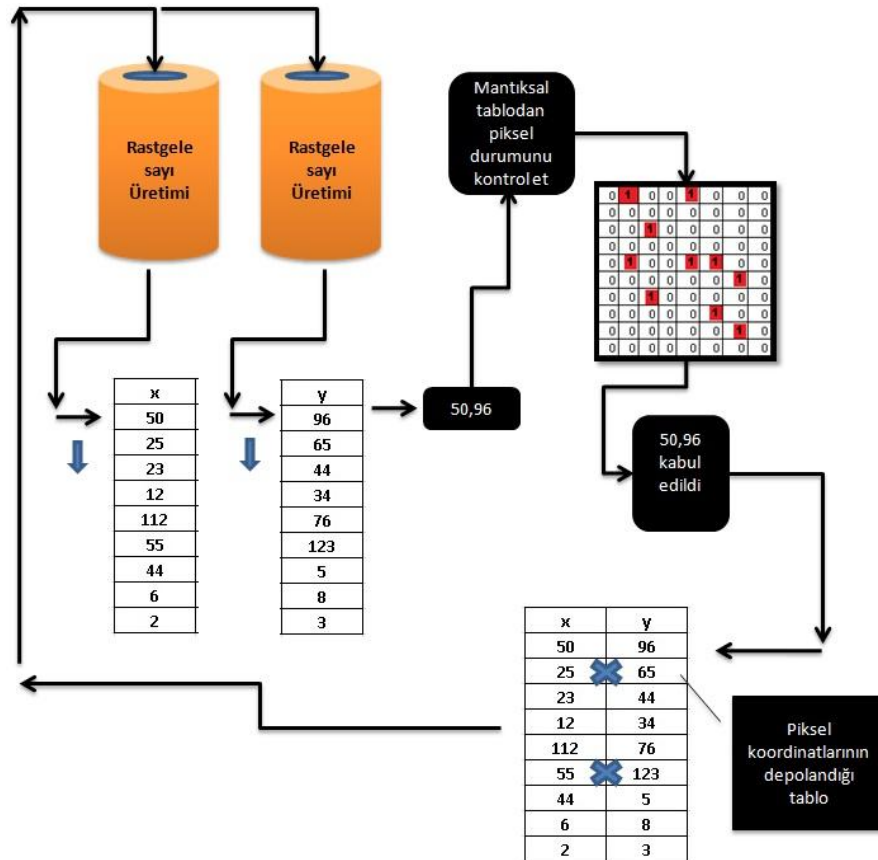 Rastgele
sayı
Üretimi
Rastgele
sayı
Üretimi
Mantıksal
tablodan
piksel
durumunu
kontrol et
0 1 0 0 1 0 0 0
0 0 0 0 0 0 0 0
0 0 1 0 0 0 0 0
0 0 0 0 0 0 0 0
0 1 0 0 1 1 0 0
0 0 0 0 0 0 1 0
0 0 1 0 0 0 0 0
0 0 0 0 0 1 0 0
0 0 0 0 0 0 1 0
0 0 0 0 0 0 0 0
x
50
25
23
12
112
55
44
6
2
y
96
65
44
34
76
123
5
8
3
50,96
50,96
kabul
edildi
x y
50 96
25 65
23 44
12 34
112 76
55 123
44 5
6 8
2 3
Piksel
koordinatlarının
depolandığı
tablo